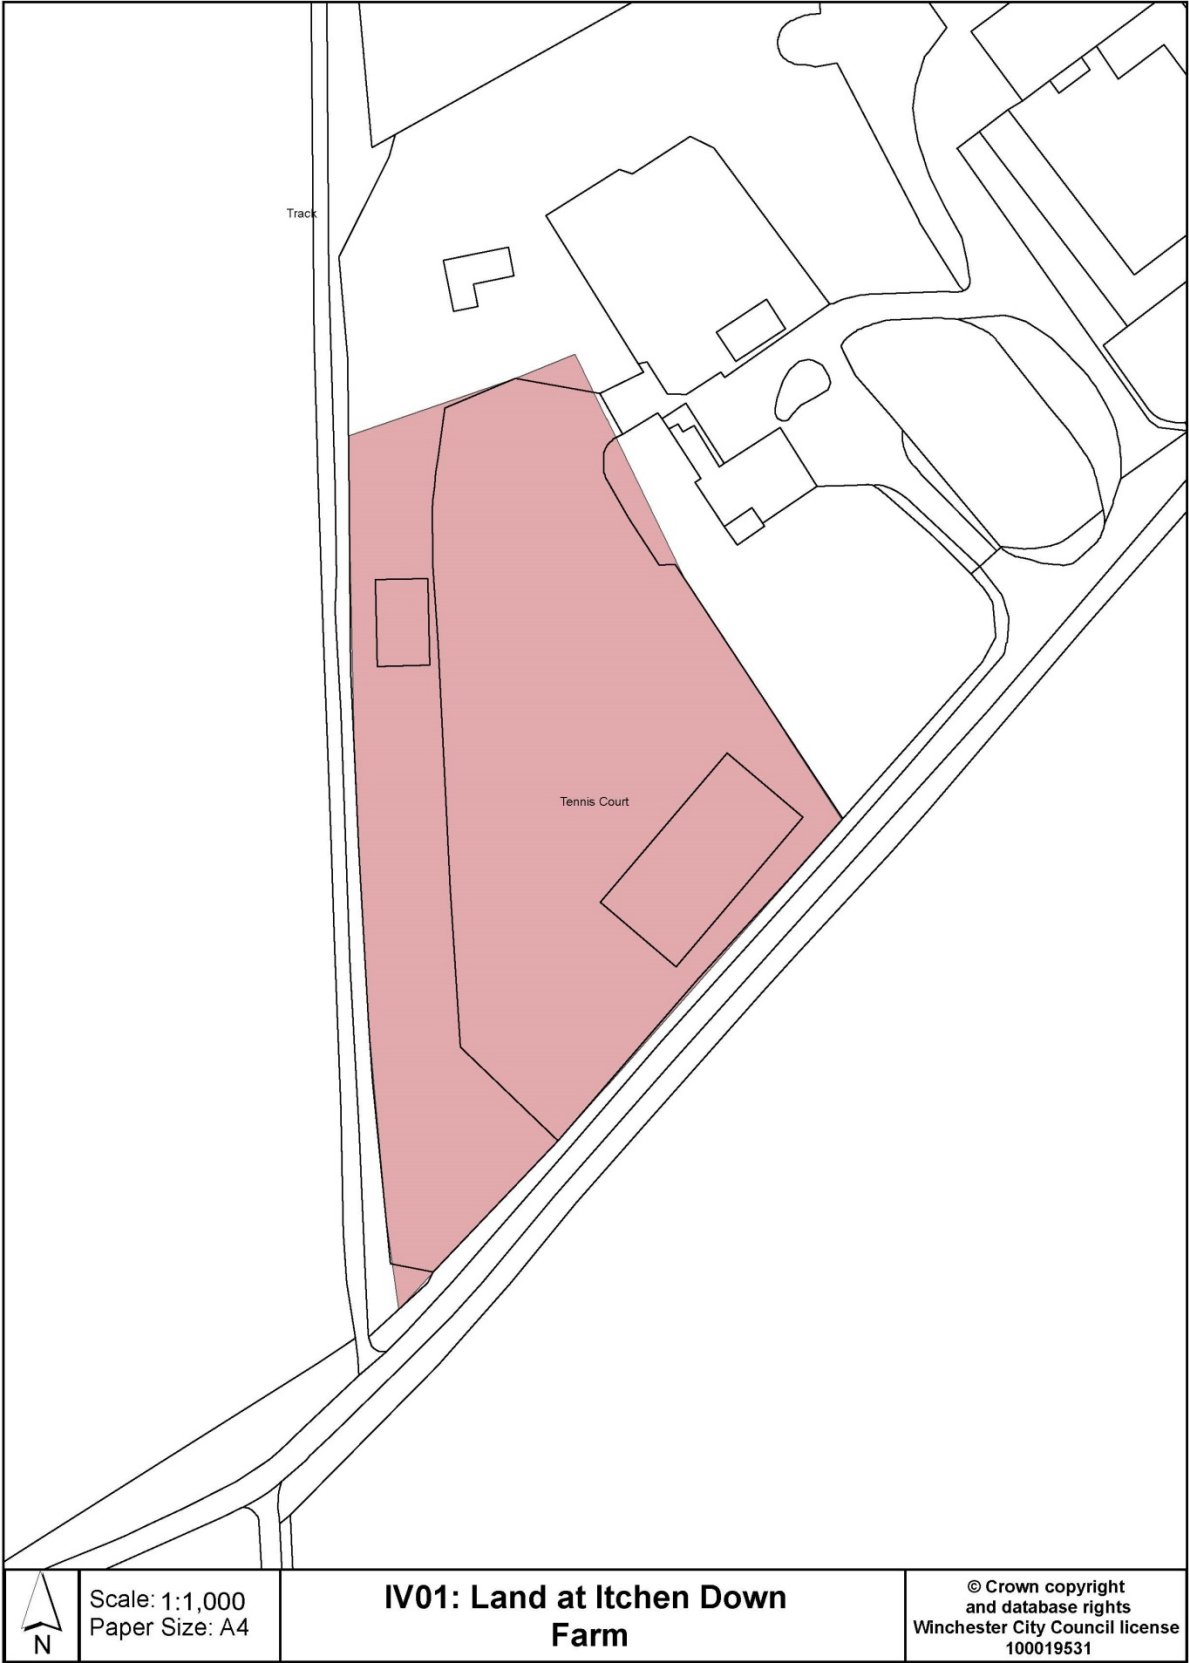 Track
Tennis Court
N
Scale: 1:1,000
Paper Size: A4
IV01: Land at Itchen Down
Farm
© Crown copyright
and database rights
Winchester City Council license
100019531